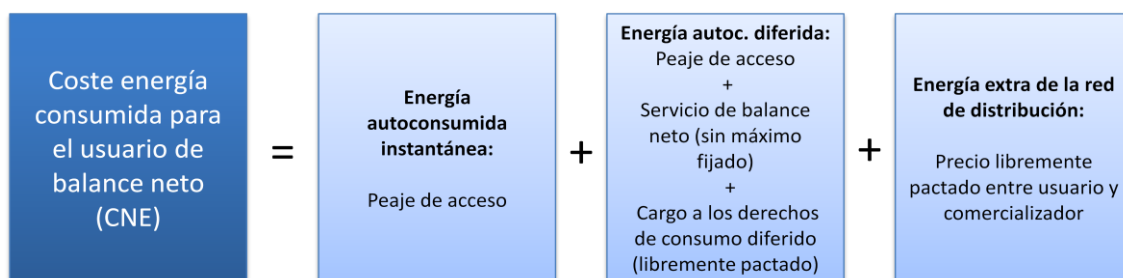 Coste energía
consumida para
el usuario de
balance neto
(CNE)
=
Energía
autoconsumida
instantánea:
Peaje de acceso
+
Energía autoc. diferida:
Peaje de acceso
+
Servicio de balance
neto (sin máximo
fijado)
+
Cargo a los derechos
de consumo diferido
(libremente pactado)
+
Energía extra de la red
de distribución:
Precio libremente
pactado entre usuario y
comercializador